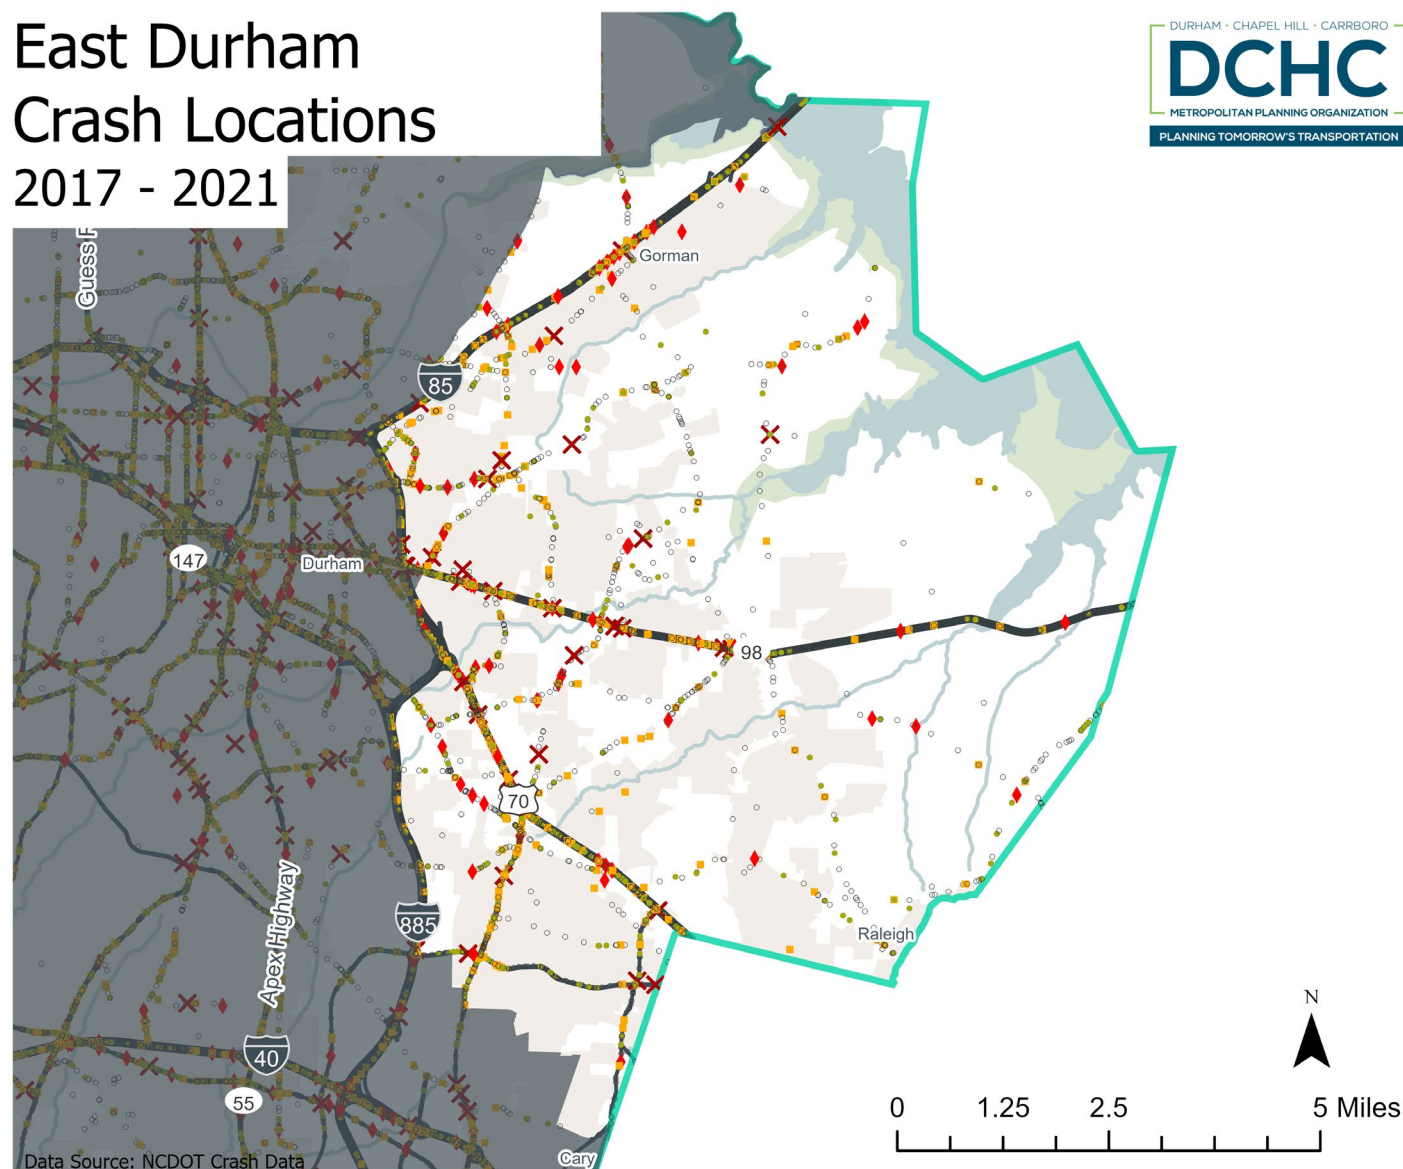 East Durham
Crash Locations
2017 - 2021
DURHAM · CHAPEL HILL · CARRBORO
DCHC
METROPOLITAN PLANNING ORGANIZATION
PLANNING TOMORROW'S TRANSPORTATION
Guess
Gorman
85
147
Durham
98
70
885
Raleigh
Apex Highway
40
55
N
0 1.25 2.5 5 Miles
Data Source: NCDOT Crash Data
Cary